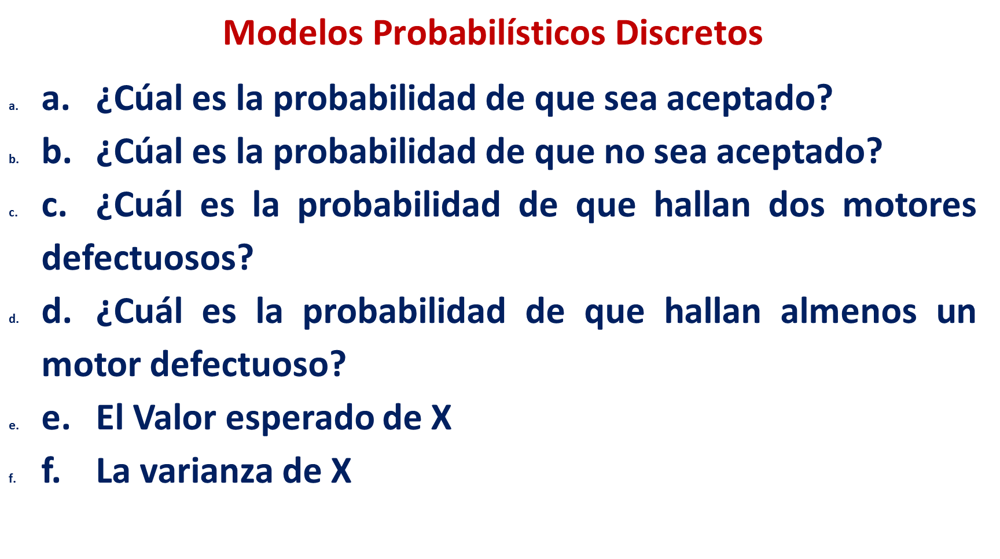 Modelos Probabilísticos Discretos
a. a. ¿Cúal es la probabilidad de que sea aceptado?
b. b. ¿Cúal es la probabilidad de que no sea aceptado?
c. c. ¿Cuál es la probabilidad de que hallan dos motores
defectuosos?
d. d. ¿Cuál es la probabilidad de que hallan almenos un
motor defectuoso?
e. e. El Valor esperado de X
f. f. La varianza de X